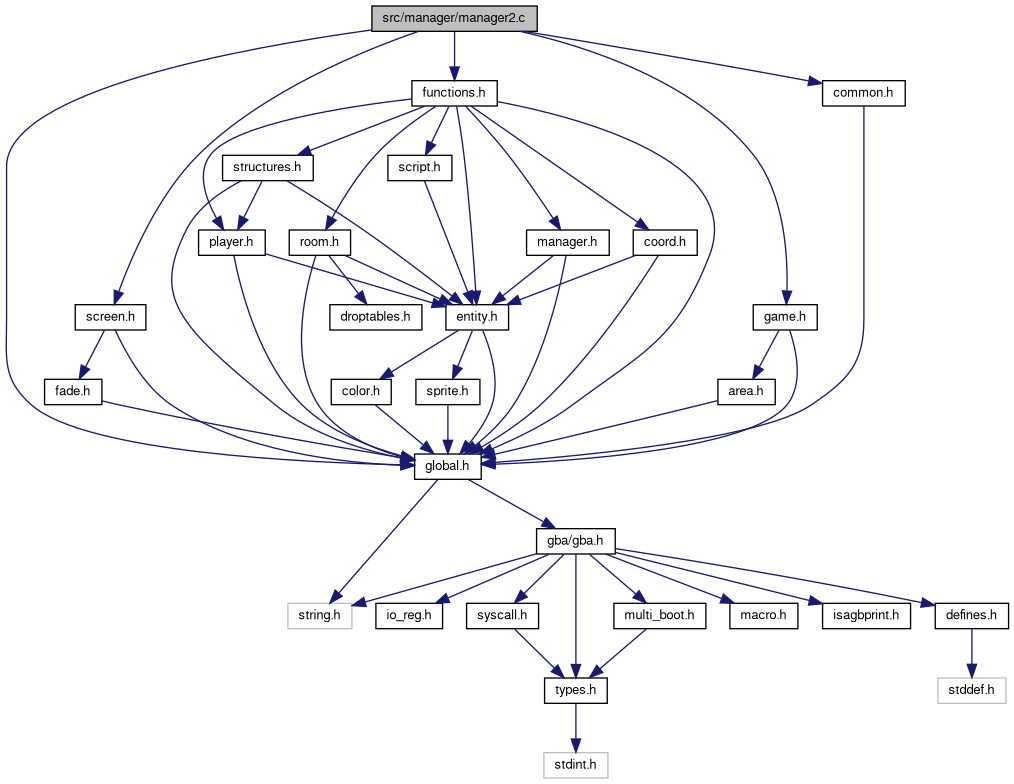 src/manager/manager2.c
functions.h
common.h
structures.h
script.h
player.h
room.h
manager.h
coord.h
screen.h
droptables.h
entity.h
game.h
fade.h
color.h
sprite.h
area.h
global.h
gba/gba.h
string.h
io_reg.h
syscall.h
multi_boot.h
macro.h
isagbprint.h
defines.h
types.h
stddef.h
stdint.h